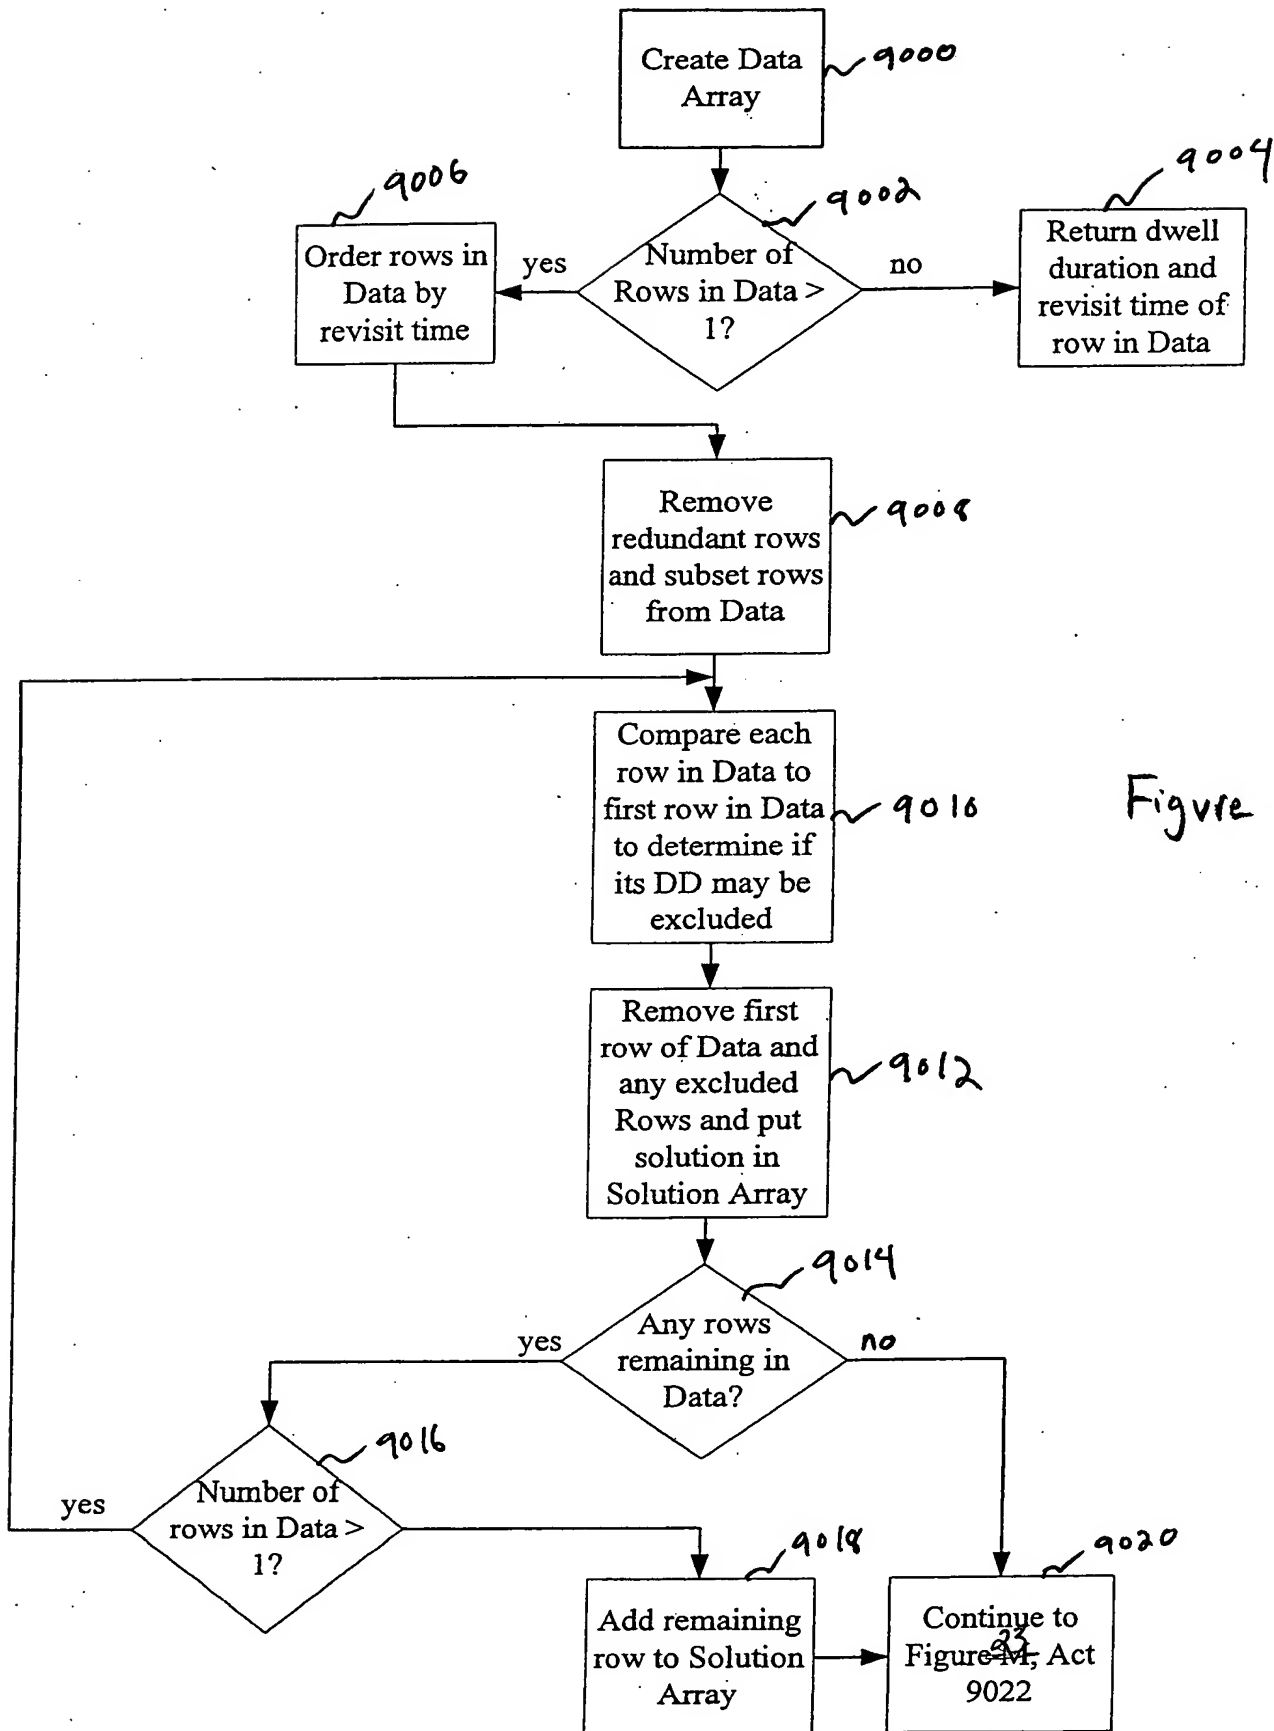 Create Data
Array
9000
9002
Number of
Rows in Data >
1?
yes
no
9006
Order rows in
Data by
revisit time
9004
Return dwell
duration and
revisit time of
row in Data
Remove
redundant rows
and subset rows
from Data
9008
Compare each
row in Data to
first row in Data
to determine if
its DD may be
excluded
9010
Figure
Remove first
row of Data and
any excluded
Rows and put
solution in
Solution Array
9012
9014
Any rows
remaining in
Data?
yes
no
9016
Number of
rows in Data >
1?
yes
9018
Add remaining
row to Solution
Array
9020
Continue to
23
Figure M, Act
9022